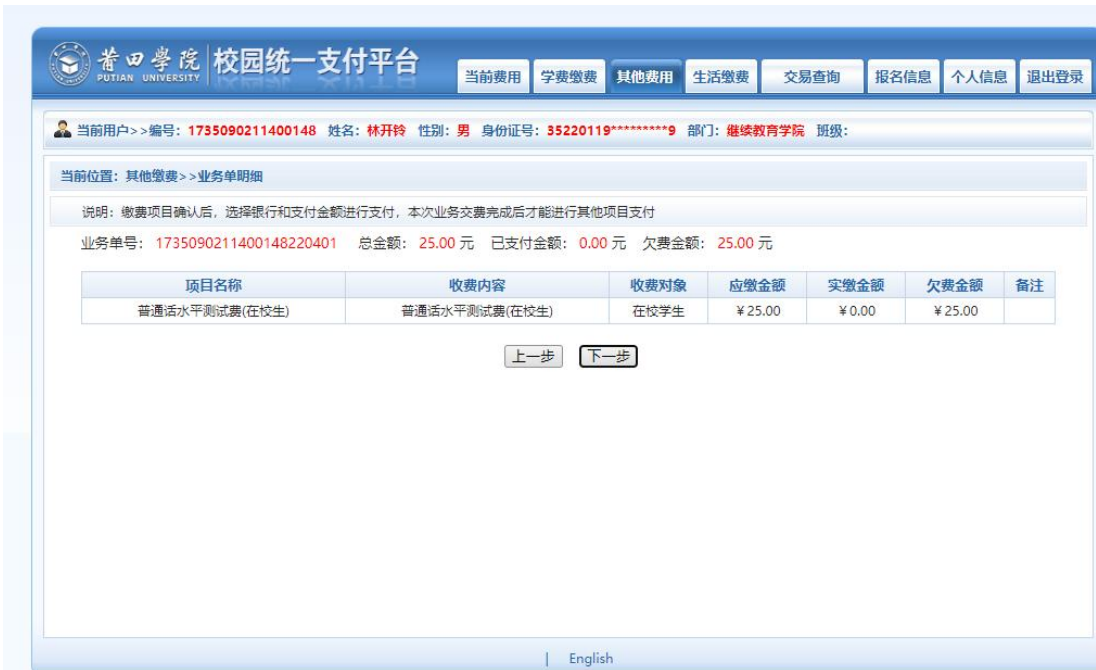 莆田學院 校园统一支付平台
PUTIAN UNIVERSITY
当前费用 学费缴费 其他费用 生活缴费 交易查询 报名信息 个人信息 退出登录
当前用户>>编号：1735090211400148 姓名：林开铃 性别：男 身份证号：35220119*********9 部门：继续教育学院 班级：
当前位置：其他缴费>>业务单明细
说明：缴费项目确认后，选择银行和支付金额进行支付，本次业务交费完成后才能进行其他项目支付
业务单号：1735090211400148220401 总金额：25.00 元 已支付金额：0.00 元 欠费金额：25.00 元
项目名称 收费内容 收费对象 应缴金额 实缴金额 欠费金额 备注
普通话水平测试费(在校生) 普通话水平测试费(在校生) 在校学生 ￥25.00 ￥0.00 ￥25.00
上一步 下一步
| English